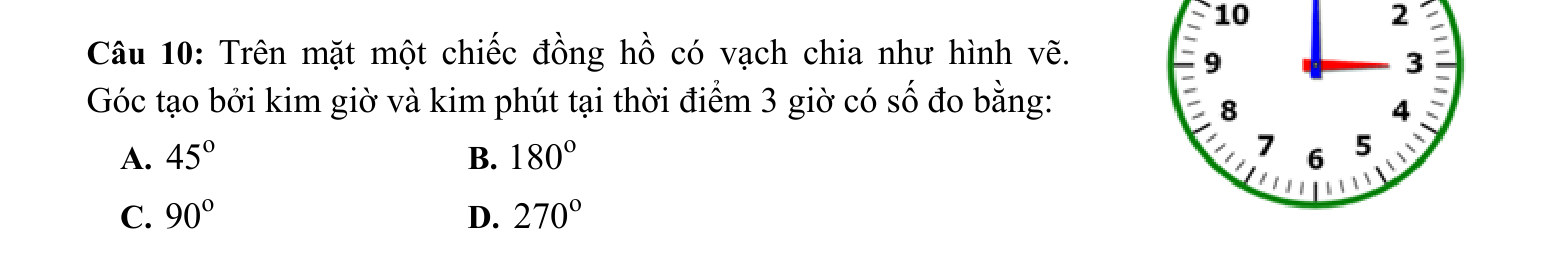 Câu 10: Trên mặt một chiếc đồng hồ có vạch chia như hình vẽ.
Góc tạo bởi kim giờ và kim phút tại thời điểm 3 giờ có số đo bằng:
A. 45° B. 180°
C. 90° D. 270°
10 2
9 3
8 4
7 6 5